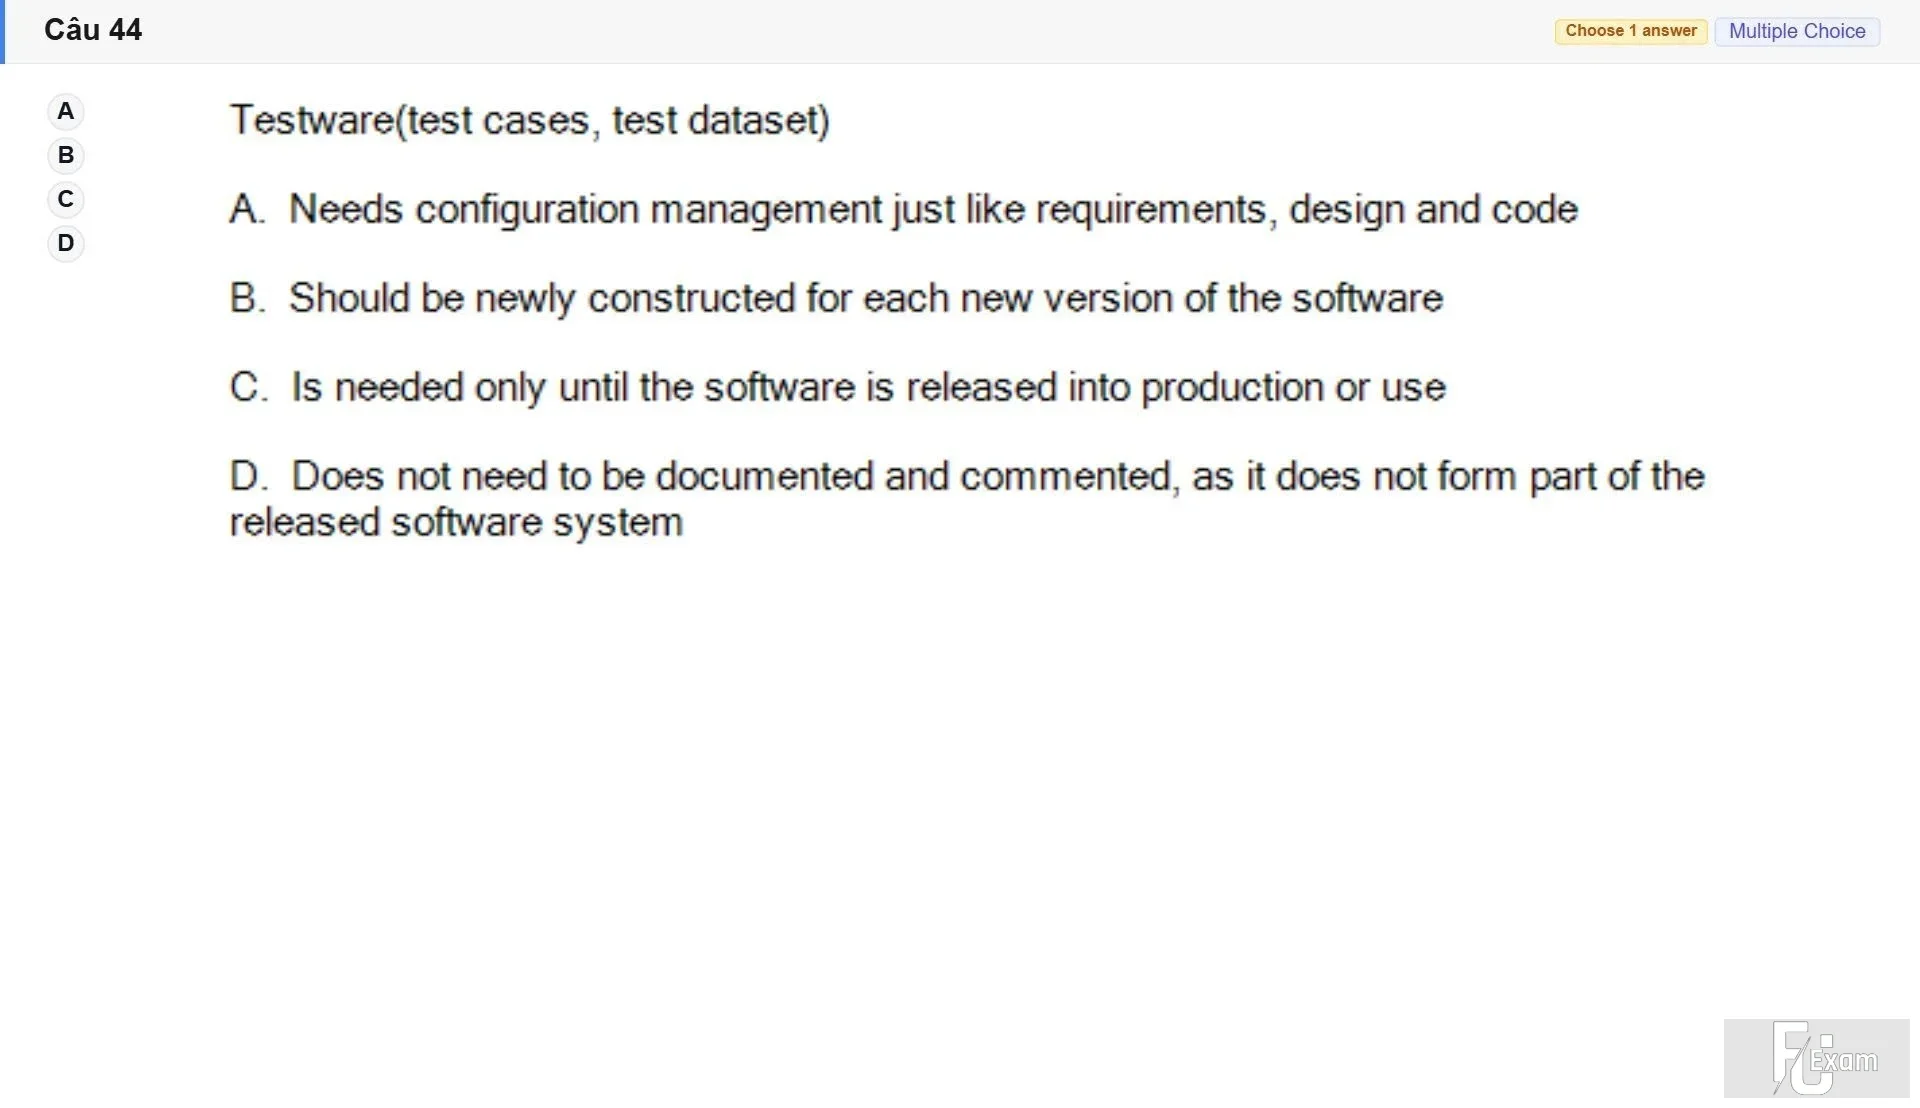 Câu 44
Choose 1 answer
Multiple Choice
A
B
C
D
Testware(test cases, test dataset)
A. Needs configuration management just like requirements, design and code
B. Should be newly constructed for each new version of the software
C. Is needed only until the software is released into production or use
D. Does not need to be documented and commented, as it does not form part of the
released software system
FU Exam